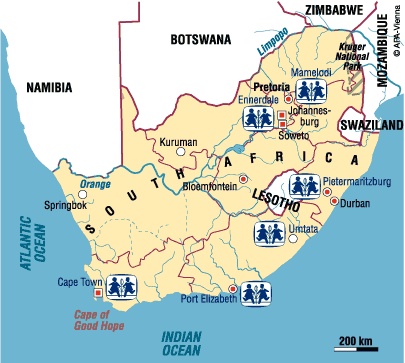 ZIMBABWE
© APA-Vienna
BOTSWANA
Limpopo
MOZAMBIQUE
Kruger
National
Park
Mamelodi
NAMIBIA
Pretoria
Ennerdale
Johannes-
burg
SWAZILAND
Soweto
Kuruman
SOUTH AFRICA
Orange
Bloemfontein
Pietermaritzburg
LESOTHO
Springbok
Durban
ATLANTIC
OCEAN
Umtata
Cape Town
Port Elizabeth
Cape of
Good Hope
INDIAN
OCEAN
200 km